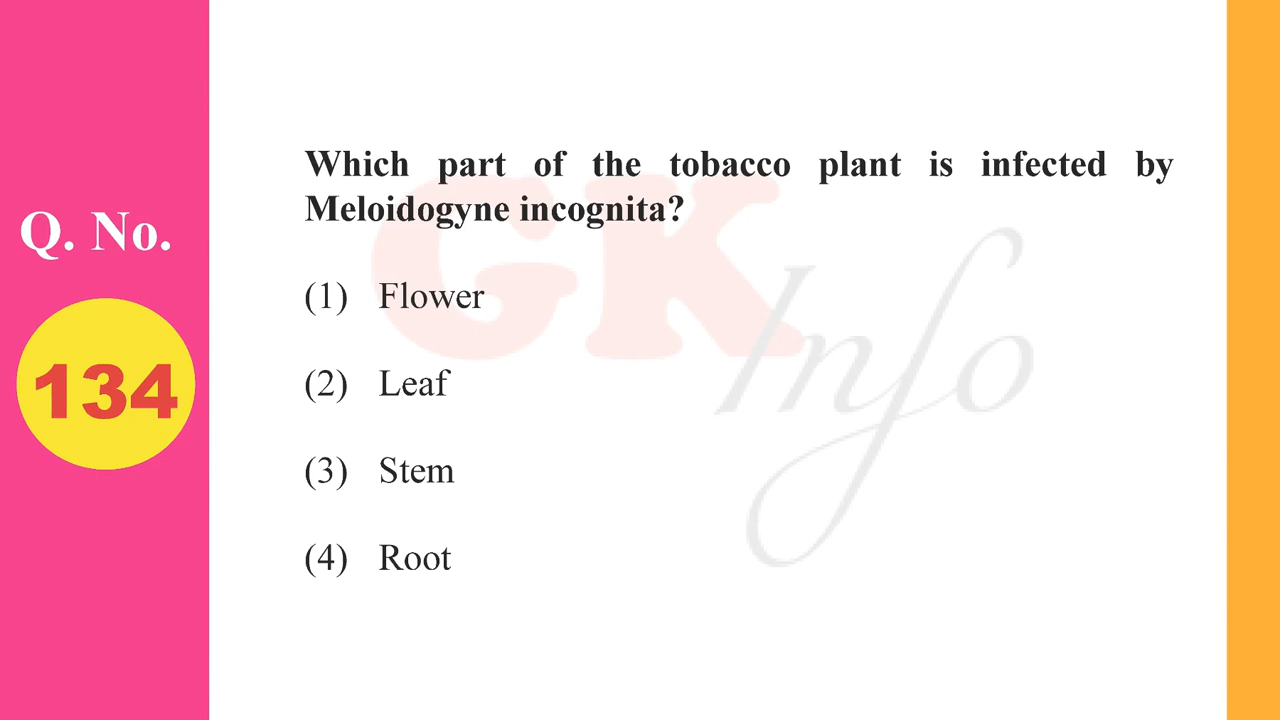 Q. No.
134
Which part of the tobacco plant is infected by
Meloidogyne incognita?
(1) Flower
(2) Leaf
(3) Stem
(4) Root
GK
Info